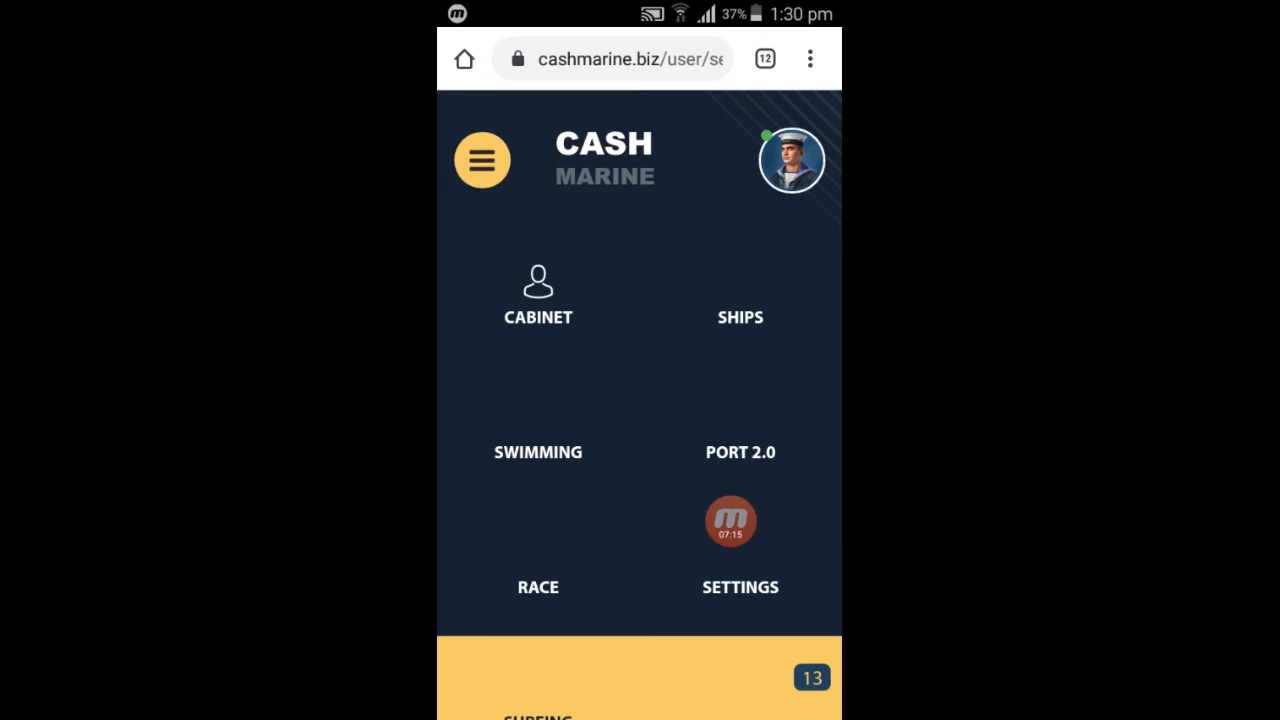 37% 1:30 pm
cashmarine.biz/user/se
12
CASH
MARINE
CABINET
SHIPS
SWIMMING
PORT 2.0
m
07:15
RACE
SETTINGS
13
SURFING